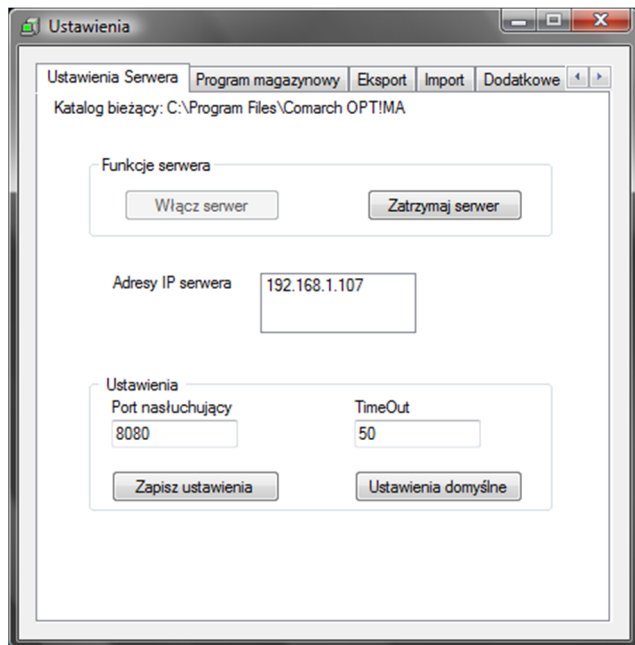 Ustawienia
Ustawienia Serwera Program magazynowy Eksport Import Dodatkowe
Katalog bieżący: C:\Program Files\Comarch OPT!MA
Funkcje serwera
Włącz serwer Zatrzymaj serwer
Adresy IP serwera 192.168.1.107
Ustawienia
Port nasłuchujący TimeOut
8080 50
Zapisz ustawienia Ustawienia domyślne